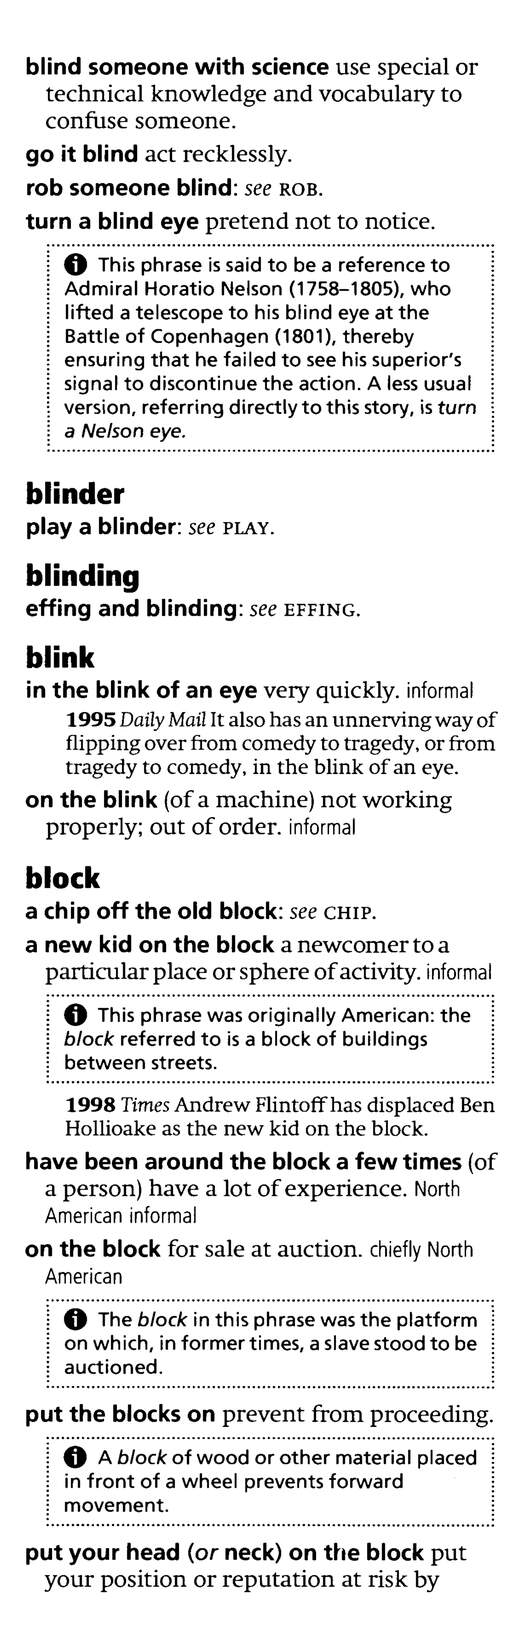 blind someone with science use special or
technical knowledge and vocabulary to
confuse someone.
go it blind act recklessly.
rob someone blind: see ROB.
turn a blind eye pretend not to notice.
This phrase is said to be a reference to
Admiral Horatio Nelson (1758–1805), who
lifted a telescope to his blind eye at the
Battle of Copenhagen (1801), thereby
ensuring that he failed to see his superior's
signal to discontinue the action. A less usual
version, referring directly to this story, is turn
a Nelson eye.
blinder
play a blinder: see PLAY.
blinding
effing and blinding: see EFFING.
blink
in the blink of an eye very quickly. informal
1995 Daily Mail It also has an unnerving way of
flipping over from comedy to tragedy, or from
tragedy to comedy, in the blink of an eye.
on the blink (of a machine) not working
properly; out of order. informal
block
a chip off the old block: see CHIP.
a new kid on the block a newcomer to a
particular place or sphere of activity. informal
This phrase was originally American: the
block referred to is a block of buildings
between streets.
1998 Times Andrew Flintoff has displaced Ben
Hollioake as the new kid on the block.
have been around the block a few times (of
a person) have a lot of experience. North
American informal
on the block for sale at auction. chiefly North
American
The block in this phrase was the platform
on which, in former times, a slave stood to be
auctioned.
put the blocks on prevent from proceeding.
A block of wood or other material placed
in front of a wheel prevents forward
movement.
put your head (or neck) on the block put
your position or reputation at risk by